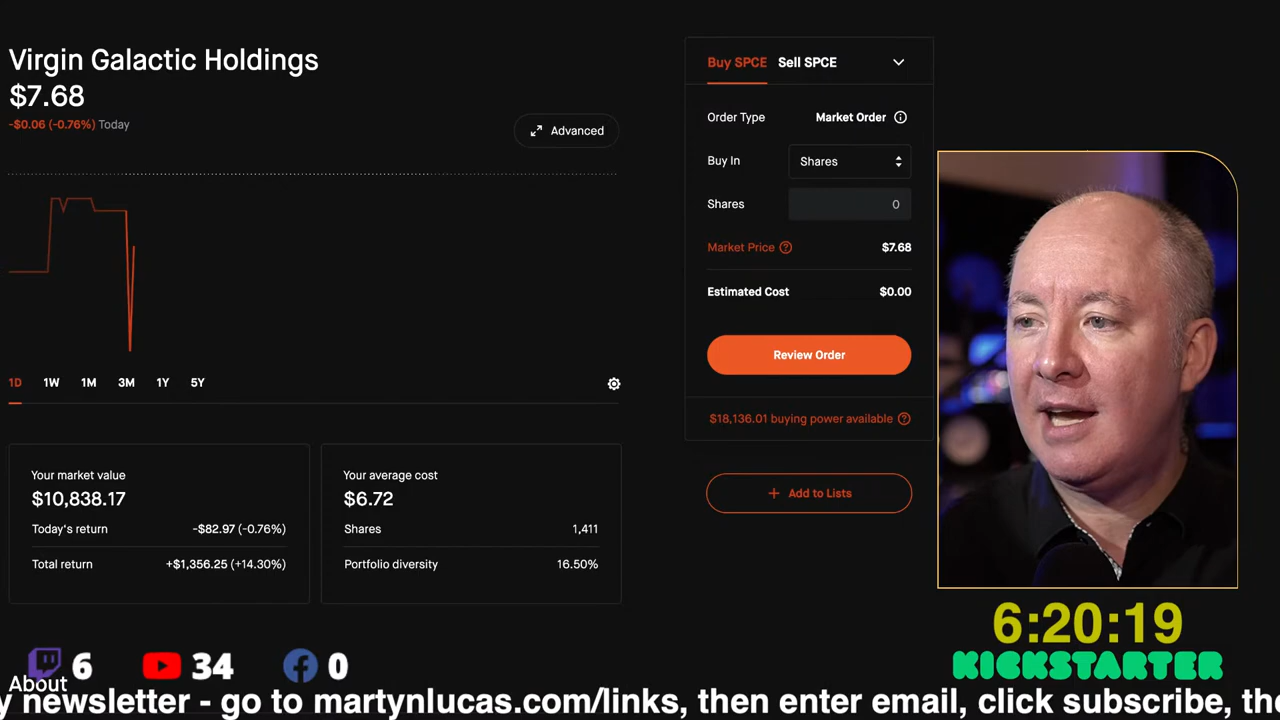 Virgin Galactic Holdings
$7.68
-$0.06 (-0.76%) Today
Advanced
1D 1W 1M 3M 1Y 5Y
Your market value
$10,838.17
Today's return -$82.97 (-0.76%)
Total return +$1,356.25 (+14.30%)
Your average cost
$6.72
Shares 1,411
Portfolio diversity 16.50%
Buy SPCE Sell SPCE
Order Type Market Order
Buy In Shares
Shares 0
Market Price $7.68
Estimated Cost $0.00
Review Order
$18,136.01 buying power available
+ Add to Lists
6:20:19
KICKSTARTER
6 34 0
About
y newsletter - go to martynlucas.com/links, then enter email, click subscribe, the